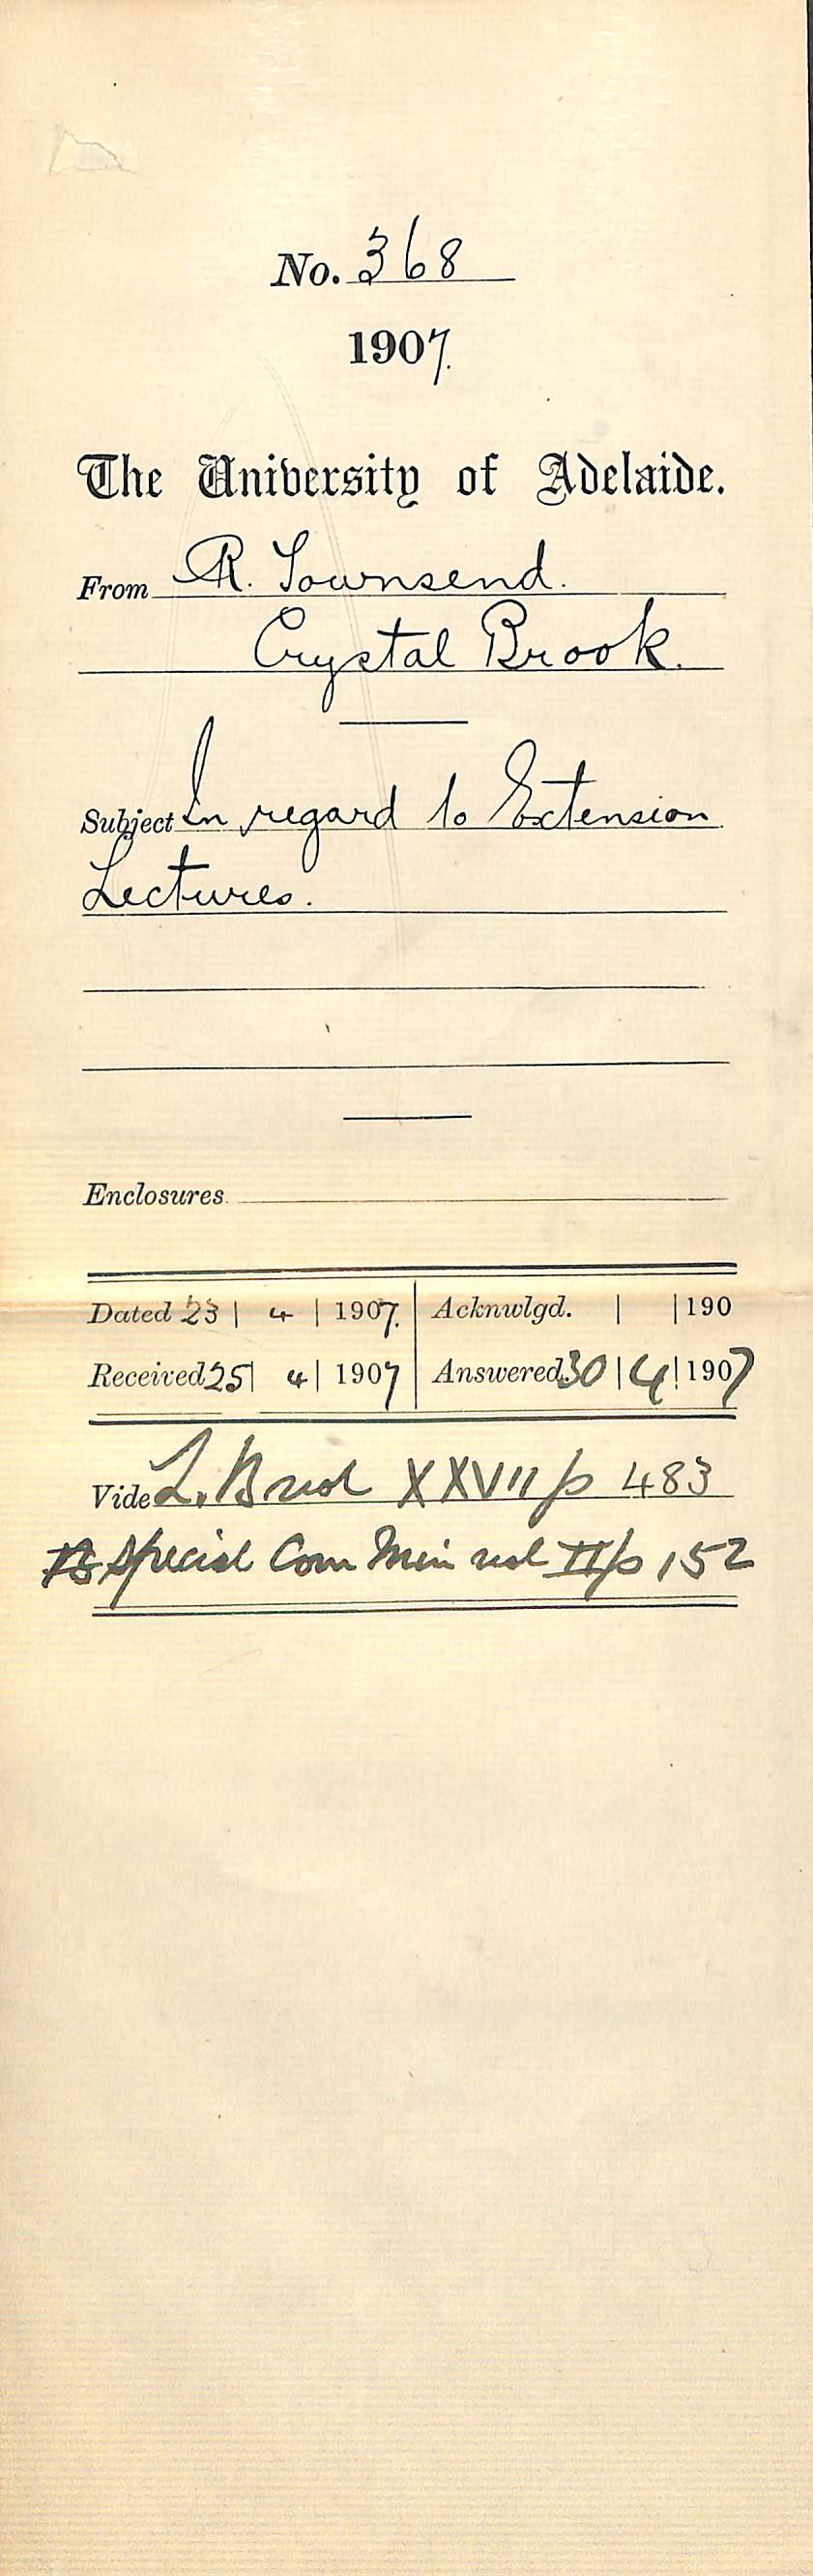 No. 368
1907.
The University of Adelaide.
From R. Townsend.
Crystal Brook.
Subject In regard to Extension
Lectures.
Enclosures
Dated 23 | 4 | 1907. Acknwlgd. | | 190
Received 25 | 4 | 1907 Answered 30 | 4 | 1907
Vide L. B vol XXVII p 483
Special Com Min vol II p 152